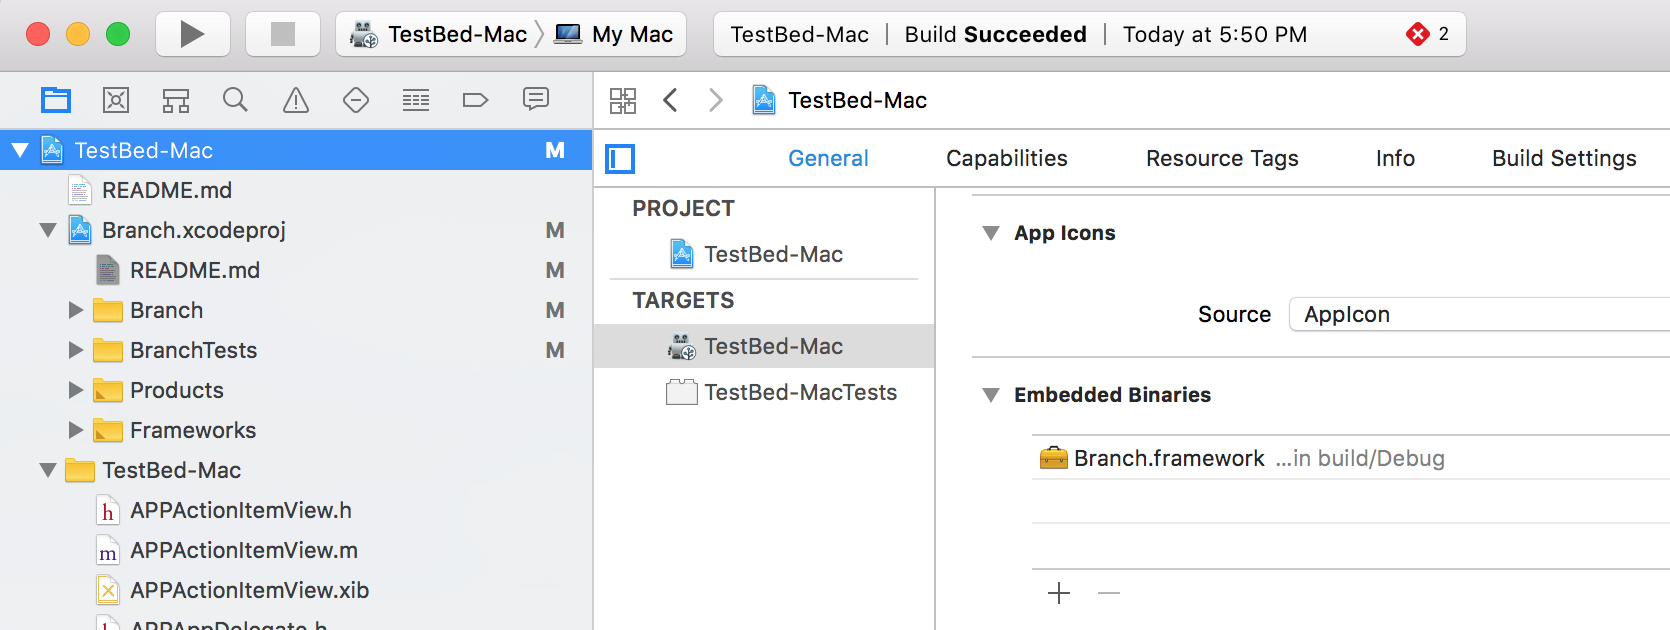 TestBed-Mac My Mac
TestBed-Mac | Build Succeeded | Today at 5:50 PM 2
TestBed-Mac
General Capabilities Resource Tags Info Build Settings
TestBed-Mac M
README.md
Branch.xcodeproj M
README.md M
Branch M
BranchTests M
Products
Frameworks
TestBed-Mac
h APPActionItemView.h
m APPActionItemView.m
APPActionItemView.xib
APPAppDelegate.h
PROJECT
TestBed-Mac
TARGETS
TestBed-Mac
TestBed-MacTests
App Icons
Source AppIcon
Embedded Binaries
Branch.framework ...in build/Debug